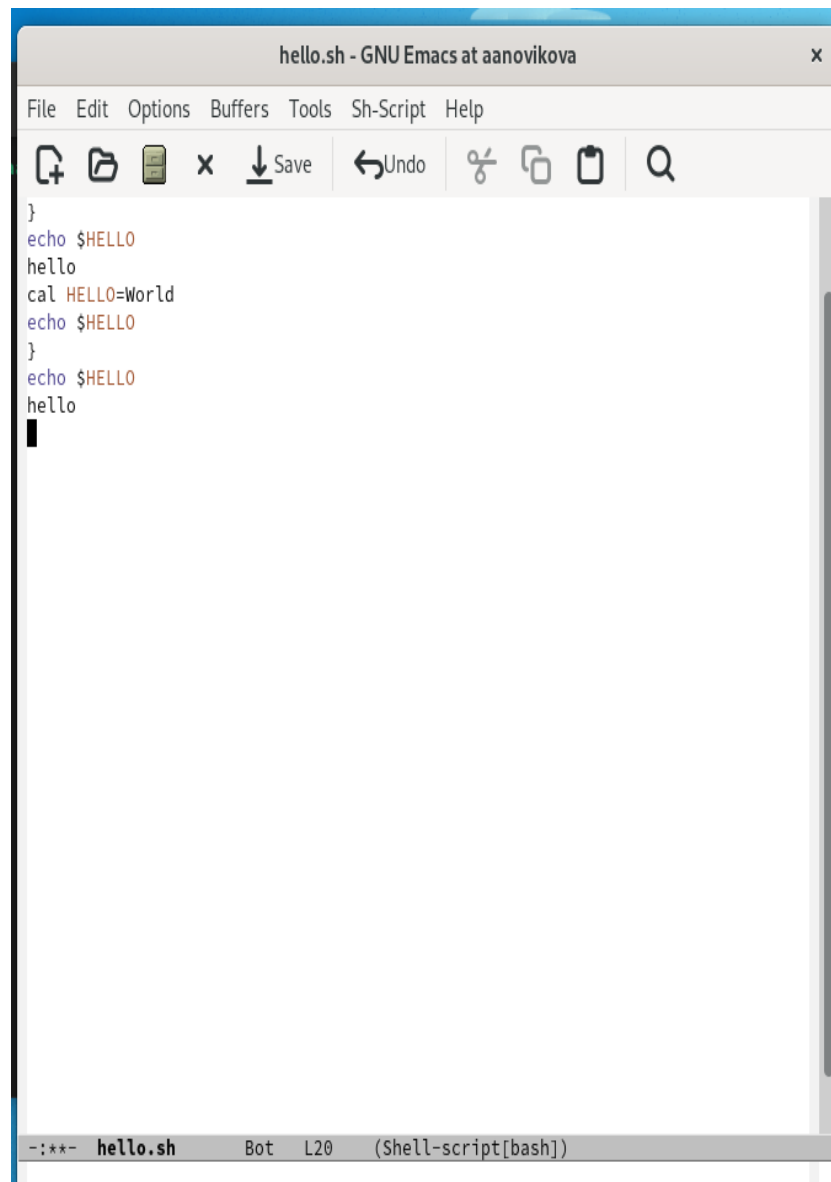 hello.sh - GNU Emacs at aanovikova
File Edit Options Buffers Tools Sh-Script Help
Save Undo
}
echo $HELLO
hello
cal HELLO=World
echo $HELLO
}
echo $HELLO
hello
-:**- hello.sh Bot L20 (Shell-script[bash])